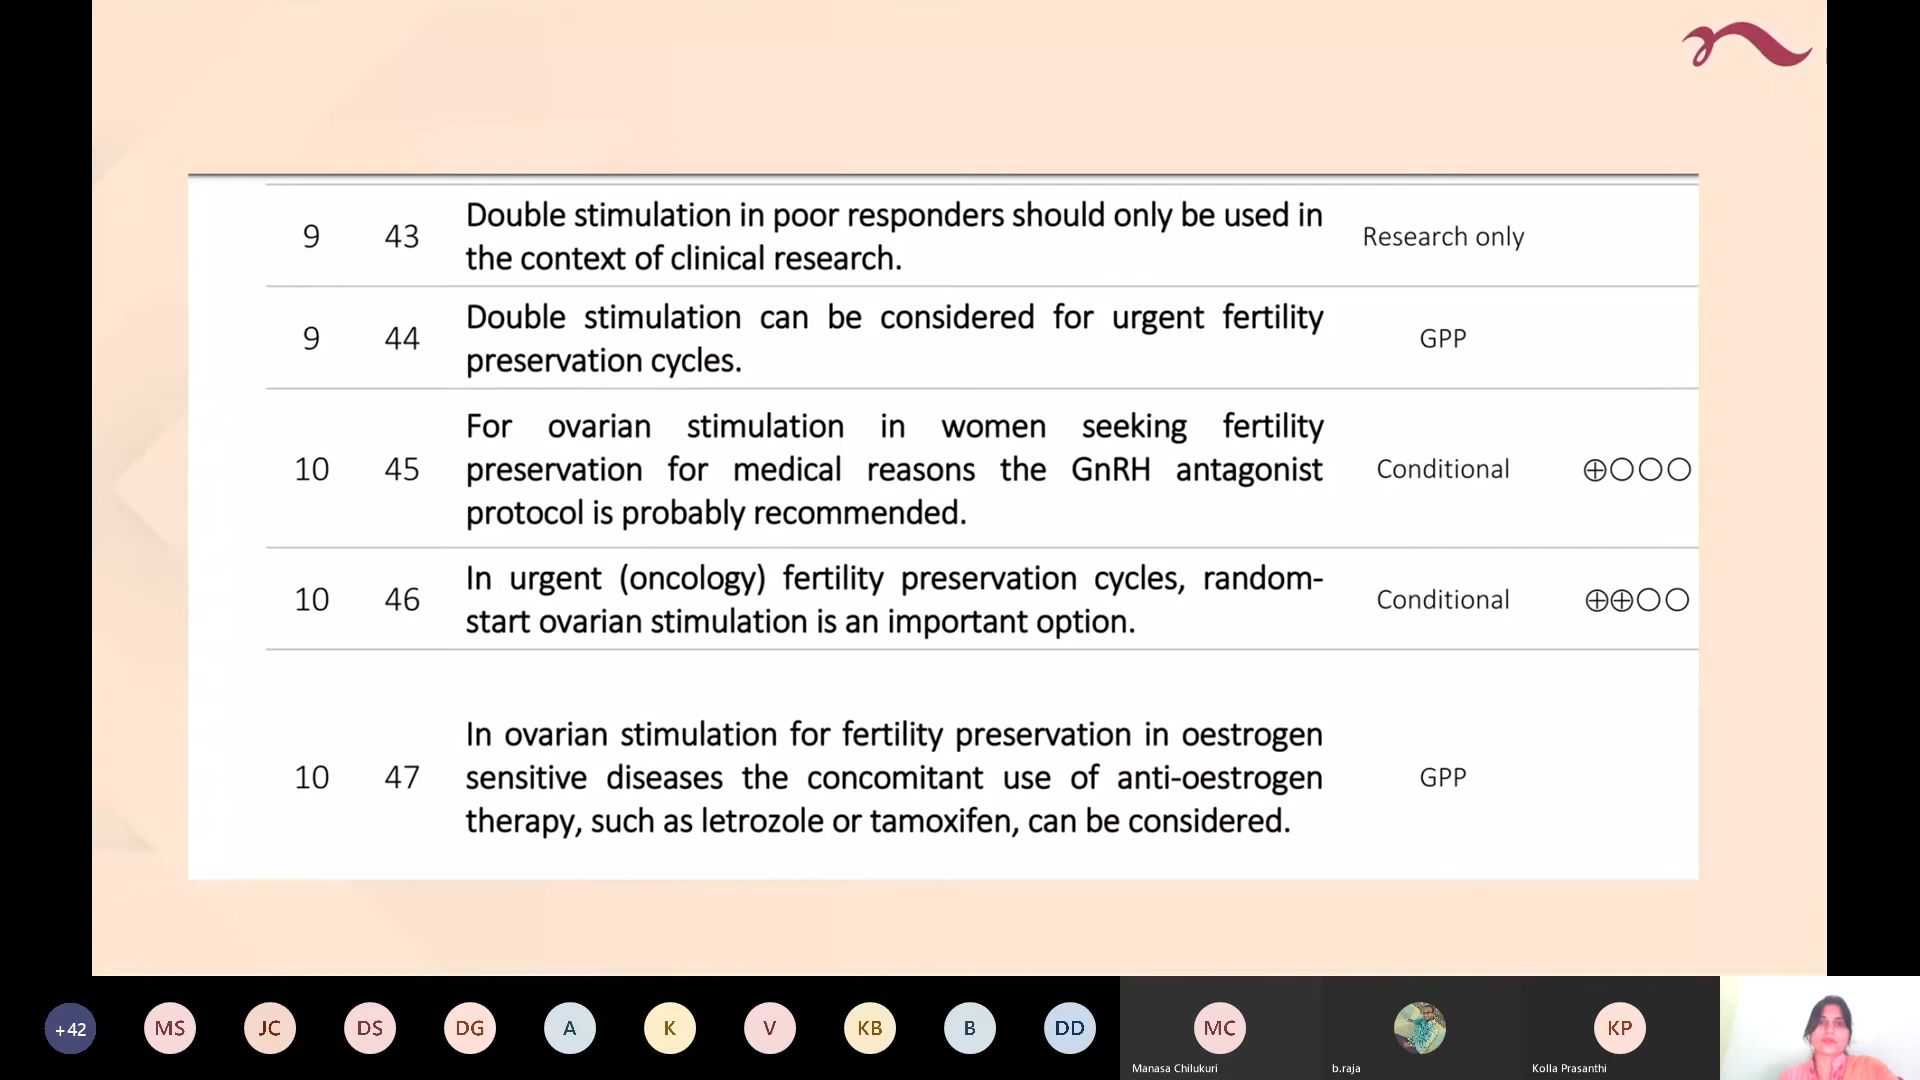 9 43 Double stimulation in poor responders should only be used in Research only
the context of clinical research.
9 44 Double stimulation can be considered for urgent fertility GPP
preservation cycles.
For ovarian stimulation in women seeking fertility
10 45 preservation for medical reasons the GnRH antagonist Conditional ⊕○○○
protocol is probably recommended.
10 46 In urgent (oncology) fertility preservation cycles, random- Conditional ⊕⊕○○
start ovarian stimulation is an important option.
In ovarian stimulation for fertility preservation in oestrogen
10 47 sensitive diseases the concomitant use of anti-oestrogen GPP
therapy, such as letrozole or tamoxifen, can be considered.
+42 MS JC DS DG A K V KB B DD MC KP
Manasa Chilukuri b.raja Kolla Prasanthi